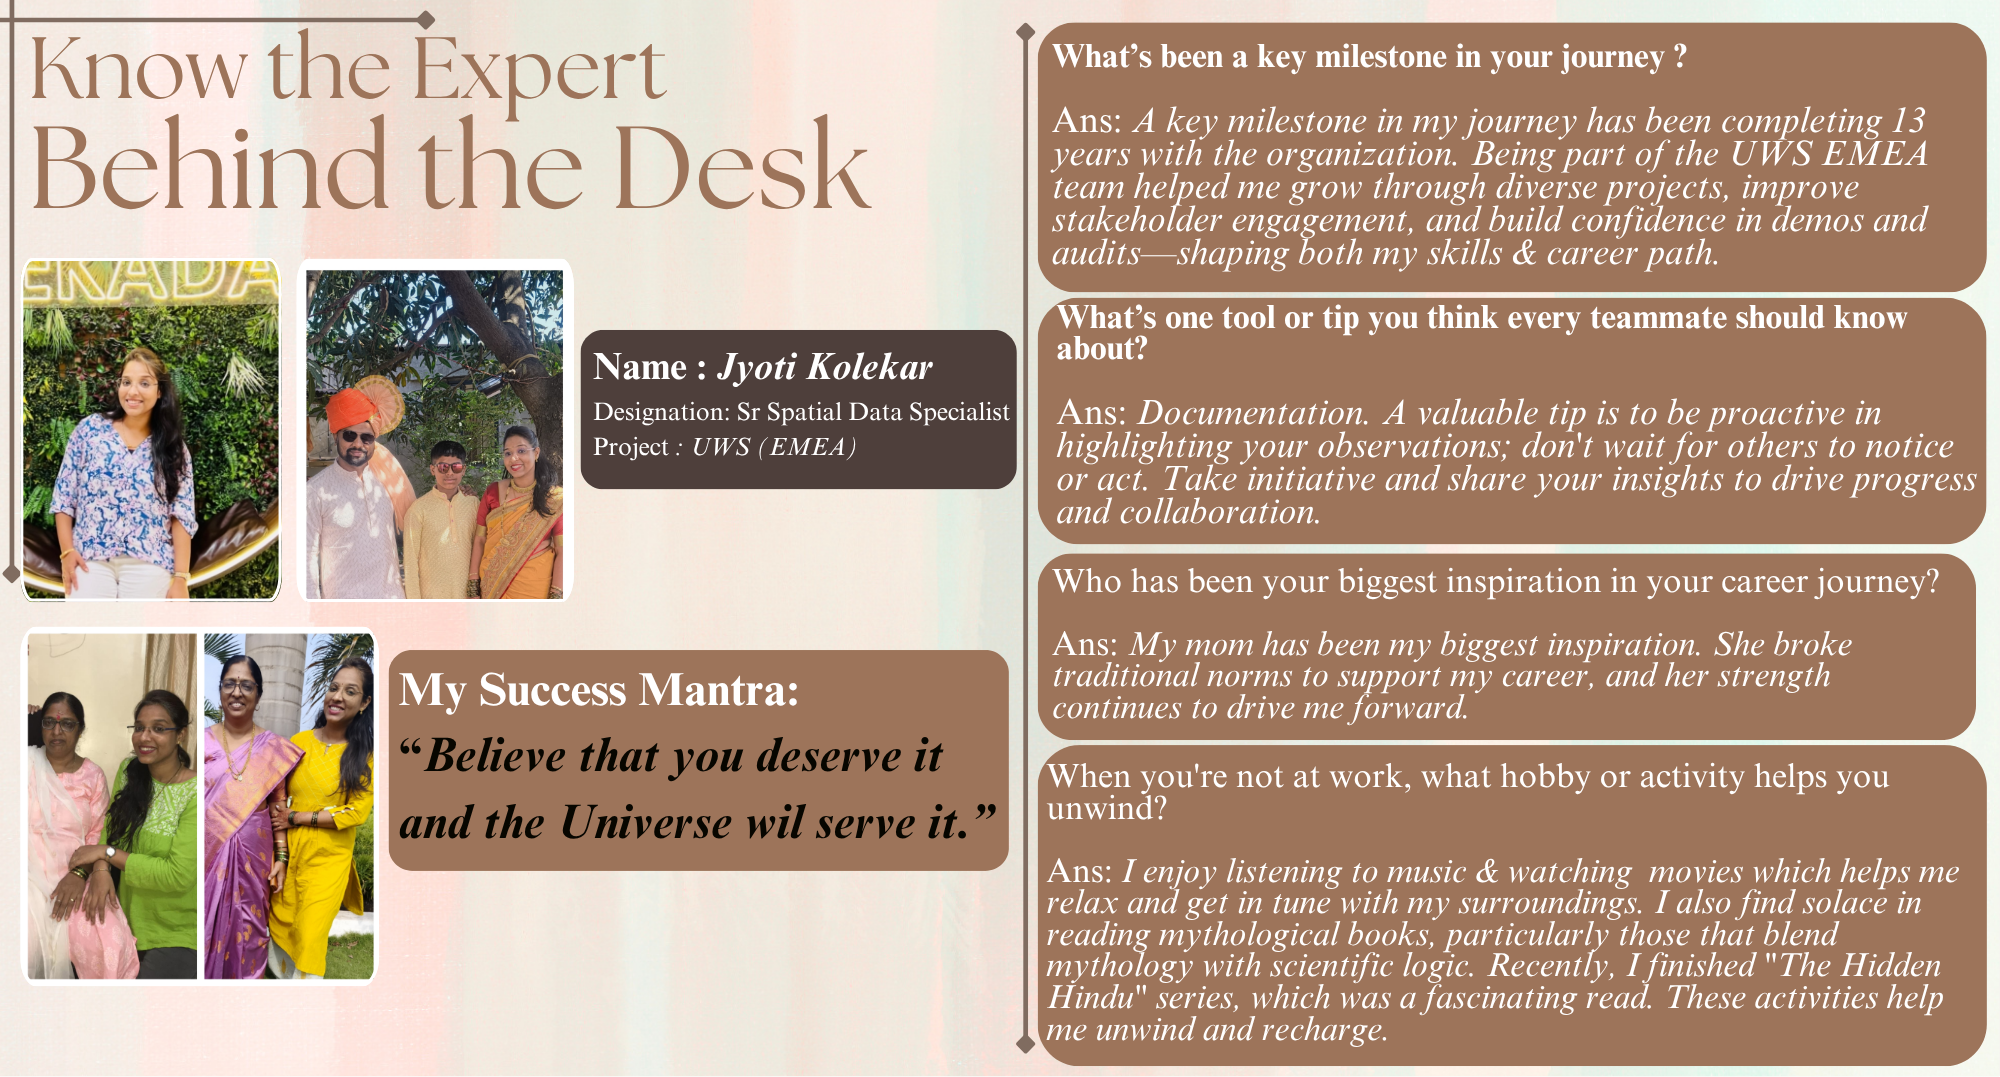 Know the Expert
Behind the Desk
EKADA
Name : Jyoti Kolekar
Designation: Sr Spatial Data Specialist
Project : UWS (EMEA)
My Success Mantra:
“Believe that you deserve it
and the Universe wil serve it.”
What’s been a key milestone in your journey ?
Ans: A key milestone in my journey has been completing 13
years with the organization. Being part of the UWS EMEA
team helped me grow through diverse projects, improve
stakeholder engagement, and build confidence in demos and
audits—shaping both my skills & career path.
What’s one tool or tip you think every teammate should know
about?
Ans: Documentation. A valuable tip is to be proactive in
highlighting your observations; don't wait for others to notice
or act. Take initiative and share your insights to drive progress
and collaboration.
Who has been your biggest inspiration in your career journey?
Ans: My mom has been my biggest inspiration. She broke
traditional norms to support my career, and her strength
continues to drive me forward.
When you're not at work, what hobby or activity helps you
unwind?
Ans: I enjoy listening to music & watching  movies which helps me
relax and get in tune with my surroundings. I also find solace in
reading mythological books, particularly those that blend
mythology with scientific logic. Recently, I finished "The Hidden
Hindu" series, which was a fascinating read. These activities help
me unwind and recharge.